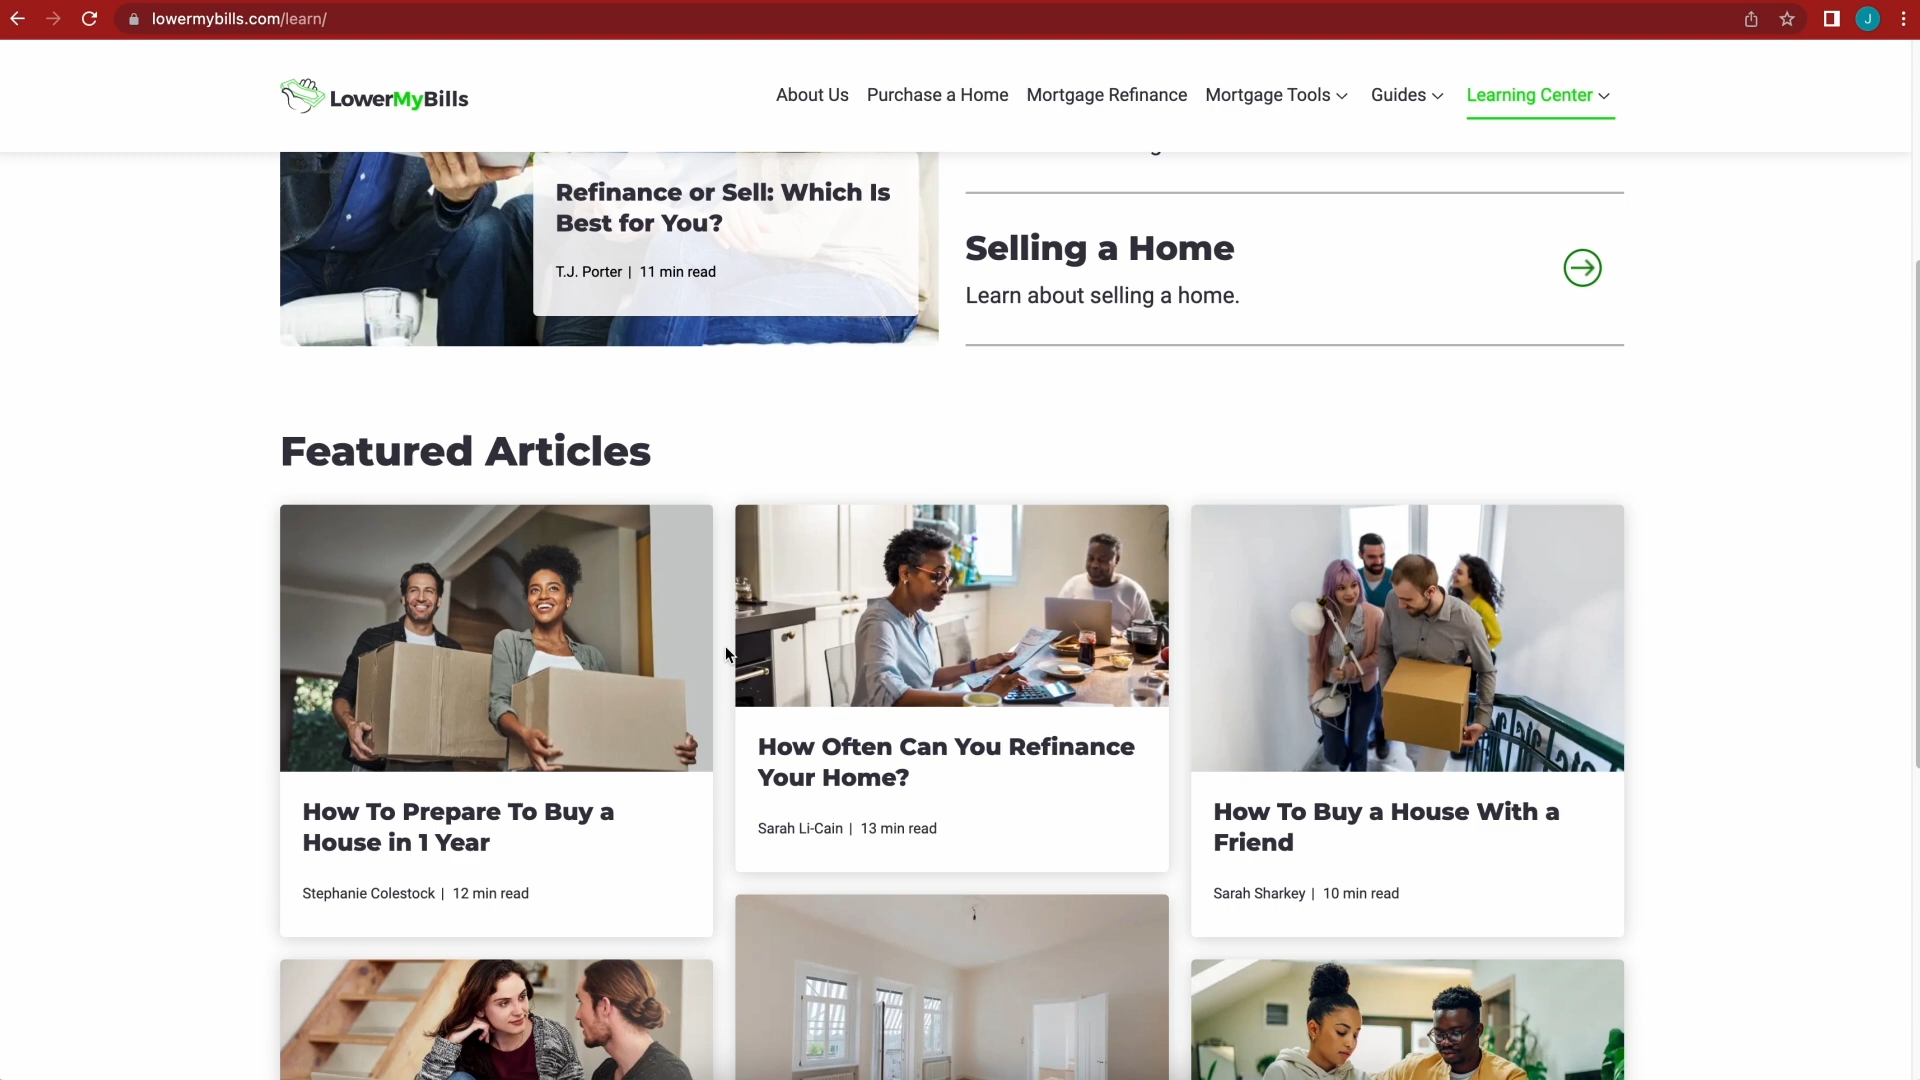 lowermybills.com/learn/
J
LowerMyBills
About Us
Purchase a Home
Mortgage Refinance
Mortgage Tools
Guides
Learning Center
Refinance or Sell: Which Is
Best for You?
T.J. Porter | 11 min read
Selling a Home
Learn about selling a home.
Featured Articles
How To Prepare To Buy a
House in 1 Year
Stephanie Colestock | 12 min read
How Often Can You Refinance
Your Home?
Sarah Li-Cain | 13 min read
How To Buy a House With a
Friend
Sarah Sharkey | 10 min read